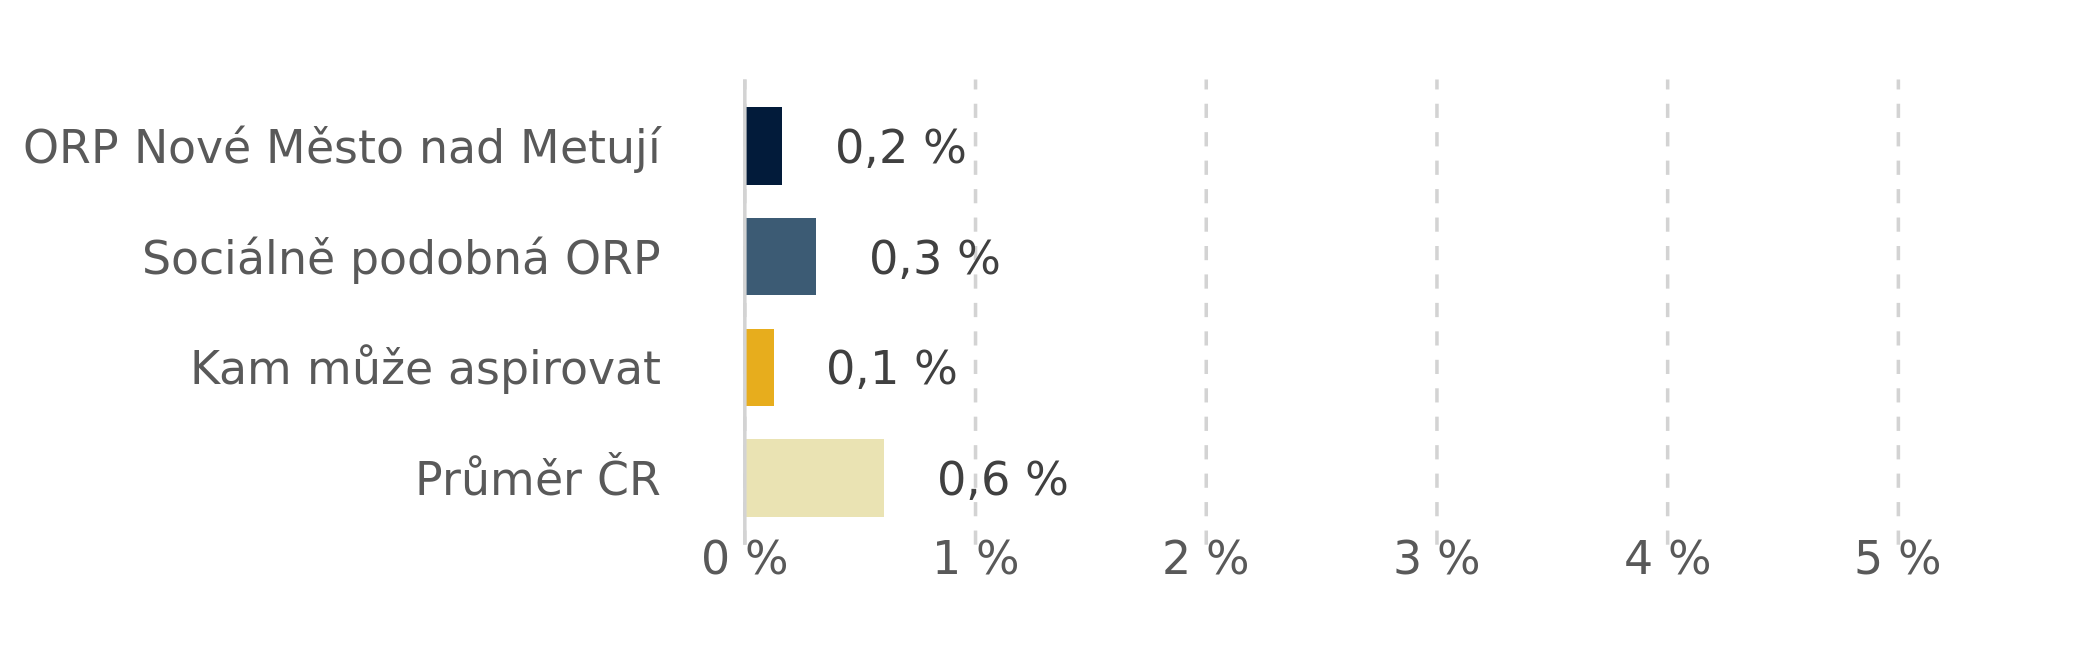 ORP Nové Město nad Metují 0,2 %
Sociálně podobná ORP 0,3 %
Kam může aspirovat 0,1 %
Průměr ČR 0,6 %
0 % 1 % 2 % 3 % 4 % 5 %